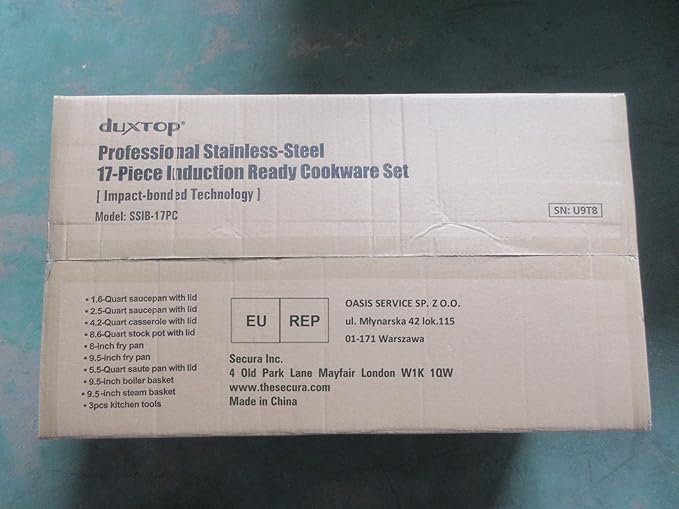 duxtop®
Professional Stainless-Steel
17-Piece Induction Ready Cookware Set
[ Impact-bonded Technology ]
Model: SSIB-17PC
SN: U9T8
• 1.6-Quart saucepan with lid
• 2.5-Quart saucepan with lid
• 4.2-Quart casserole with lid
• 8.6-Quart stock pot with lid
• 8-inch fry pan
• 9.5-inch fry pan
• 5.5-Quart saute pan with lid
• 9.5-inch boiler basket
• 9.5-inch steam basket
• 3pcs kitchen tools
EU REP
OASIS SERVICE SP. Z O.O.
ul. Młynarska 42 lok.115
01-171 Warszawa
Secura Inc.
4 Old Park Lane Mayfair London W1K 1QW
www.thesecura.com
Made in China